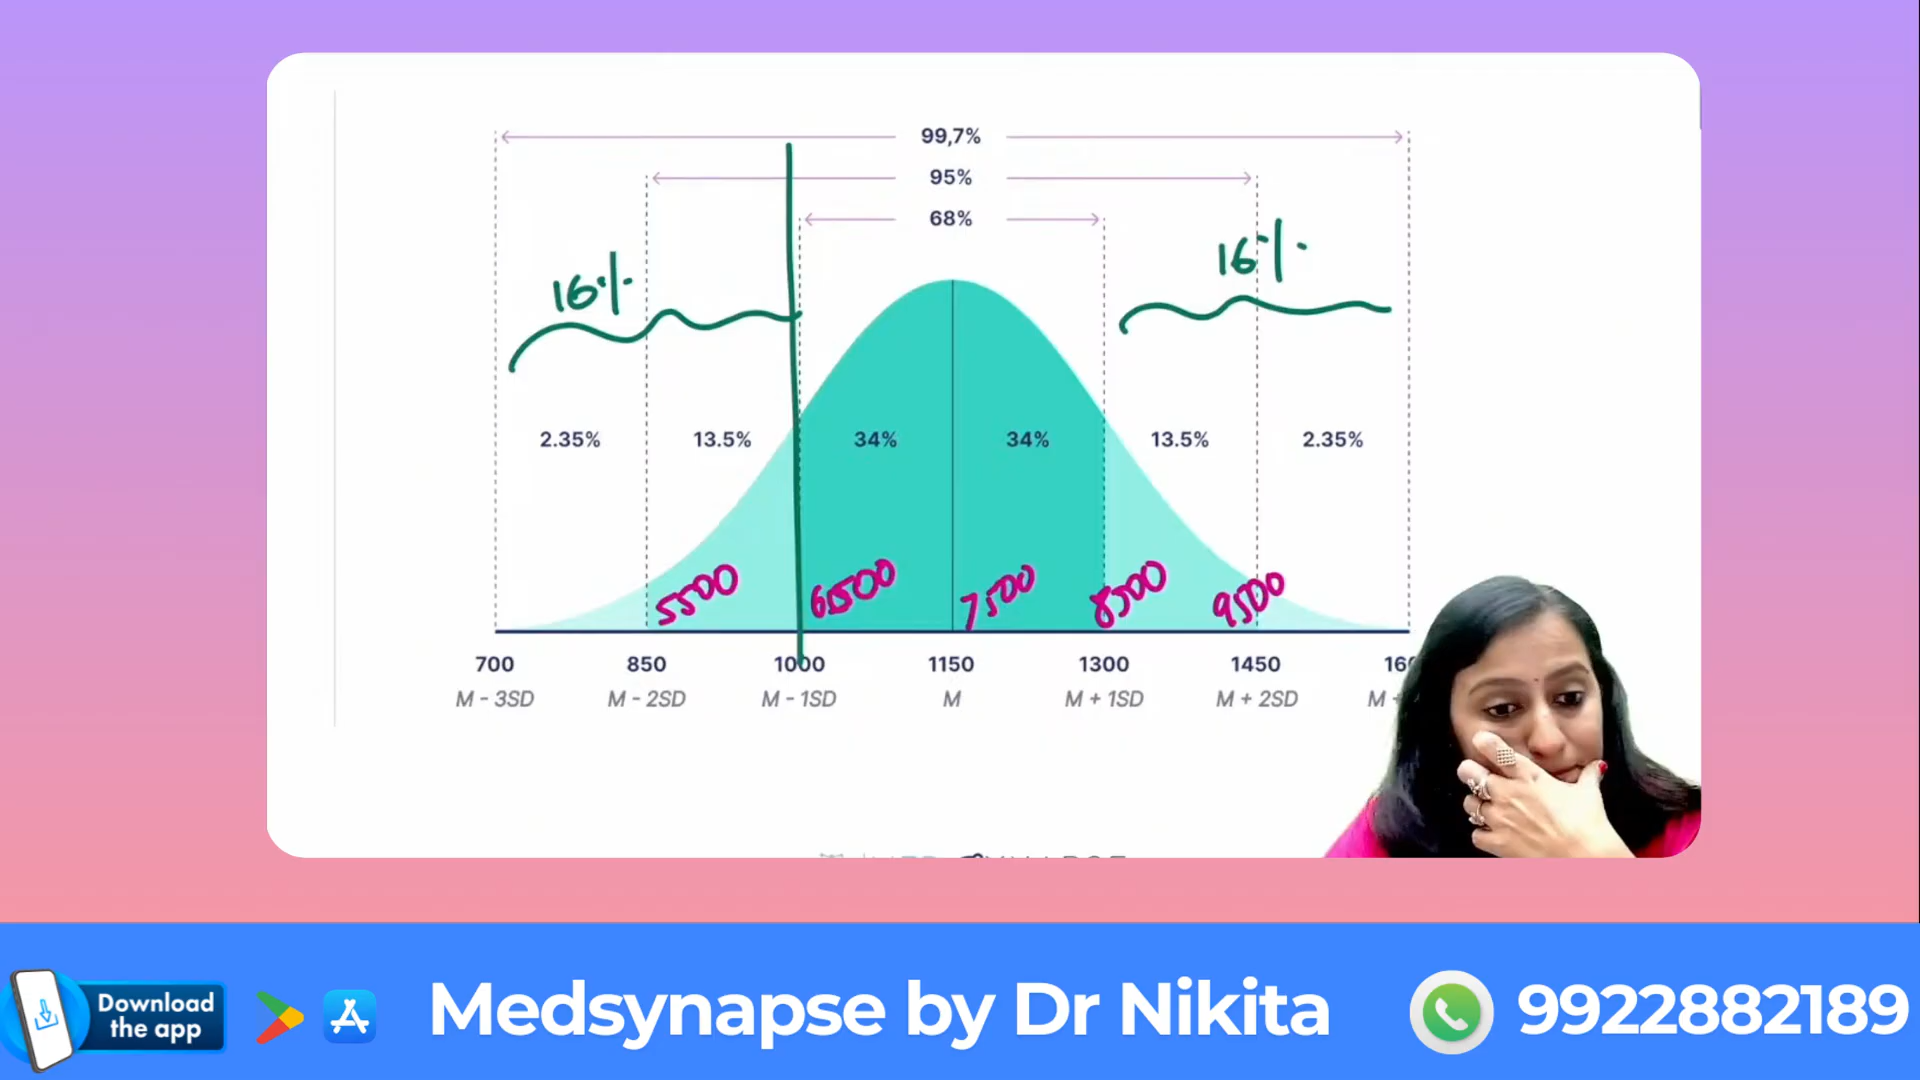 99,7%
95%
68%
16%
16%
2.35% 13.5% 34% 34% 13.5% 2.35%
5500 6500 7500 8500 9500
700 850 1000 1150 1300 1450 160
M - 3SD M - 2SD M - 1SD M M + 1SD M + 2SD M +
Download
the app
Medsynapse by Dr Nikita
9922882189